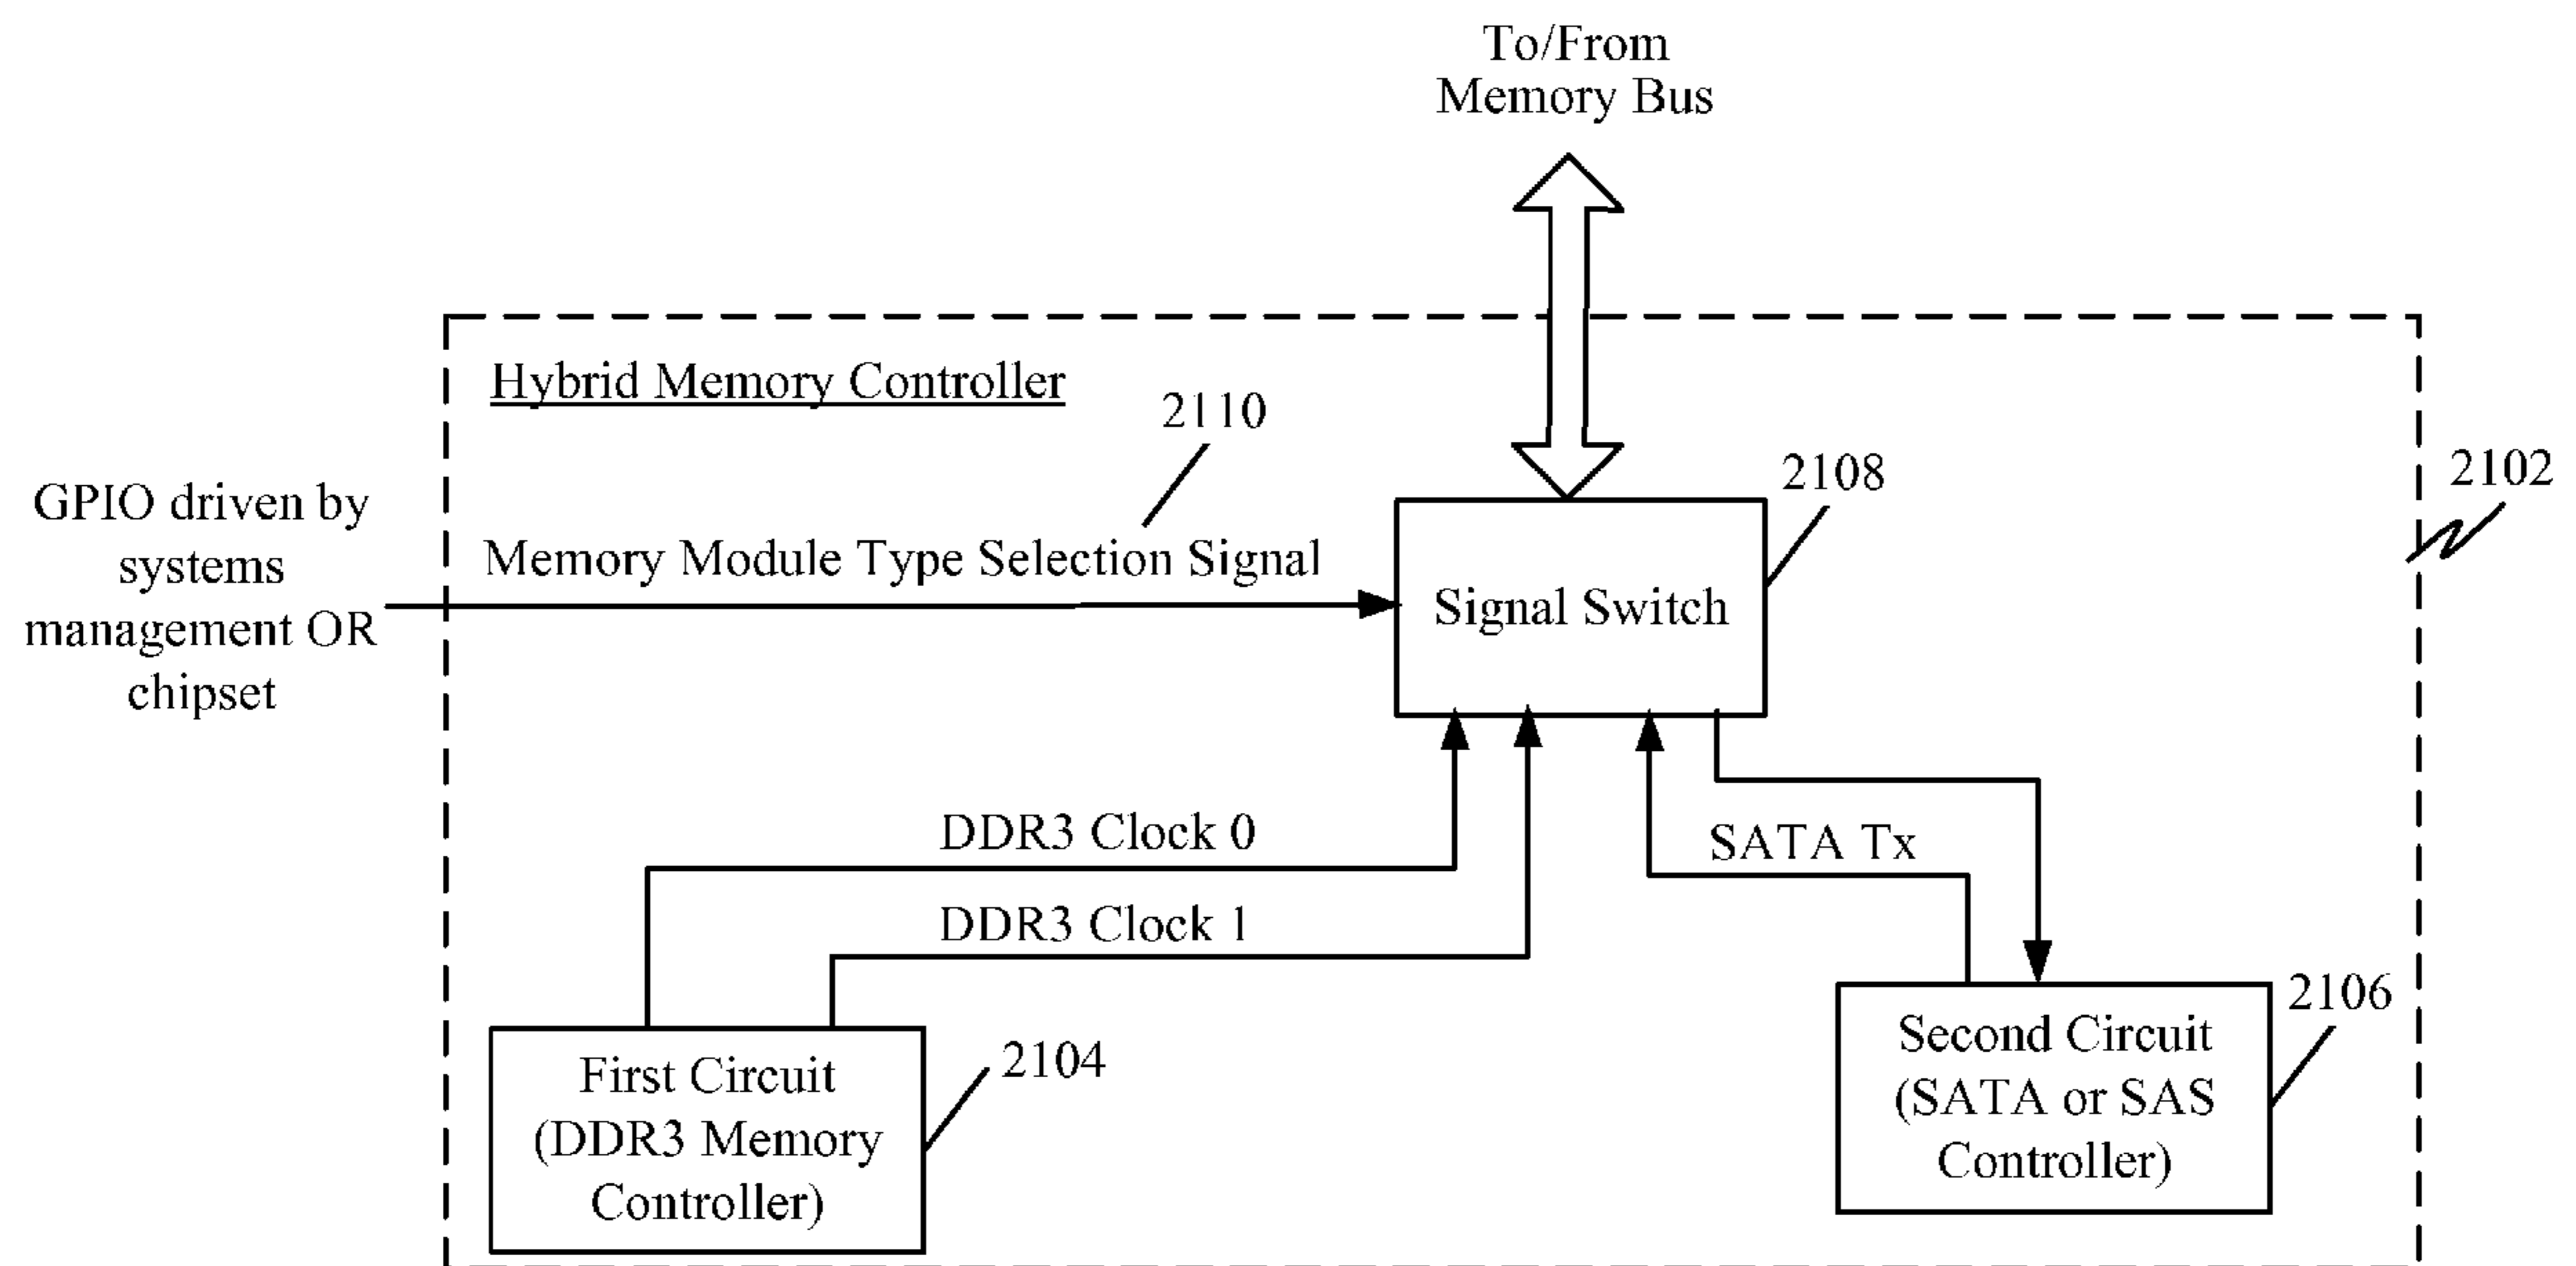 To/From
Memory Bus
Hybrid Memory Controller
2110
2108
2102
GPIO driven by
systems
management OR
chipset
Memory Module Type Selection Signal
Signal Switch
DDR3 Clock 0
SATA Tx
DDR3 Clock 1
2106
2104
First Circuit
(DDR3 Memory
Controller)
Second Circuit
(SATA or SAS
Controller)